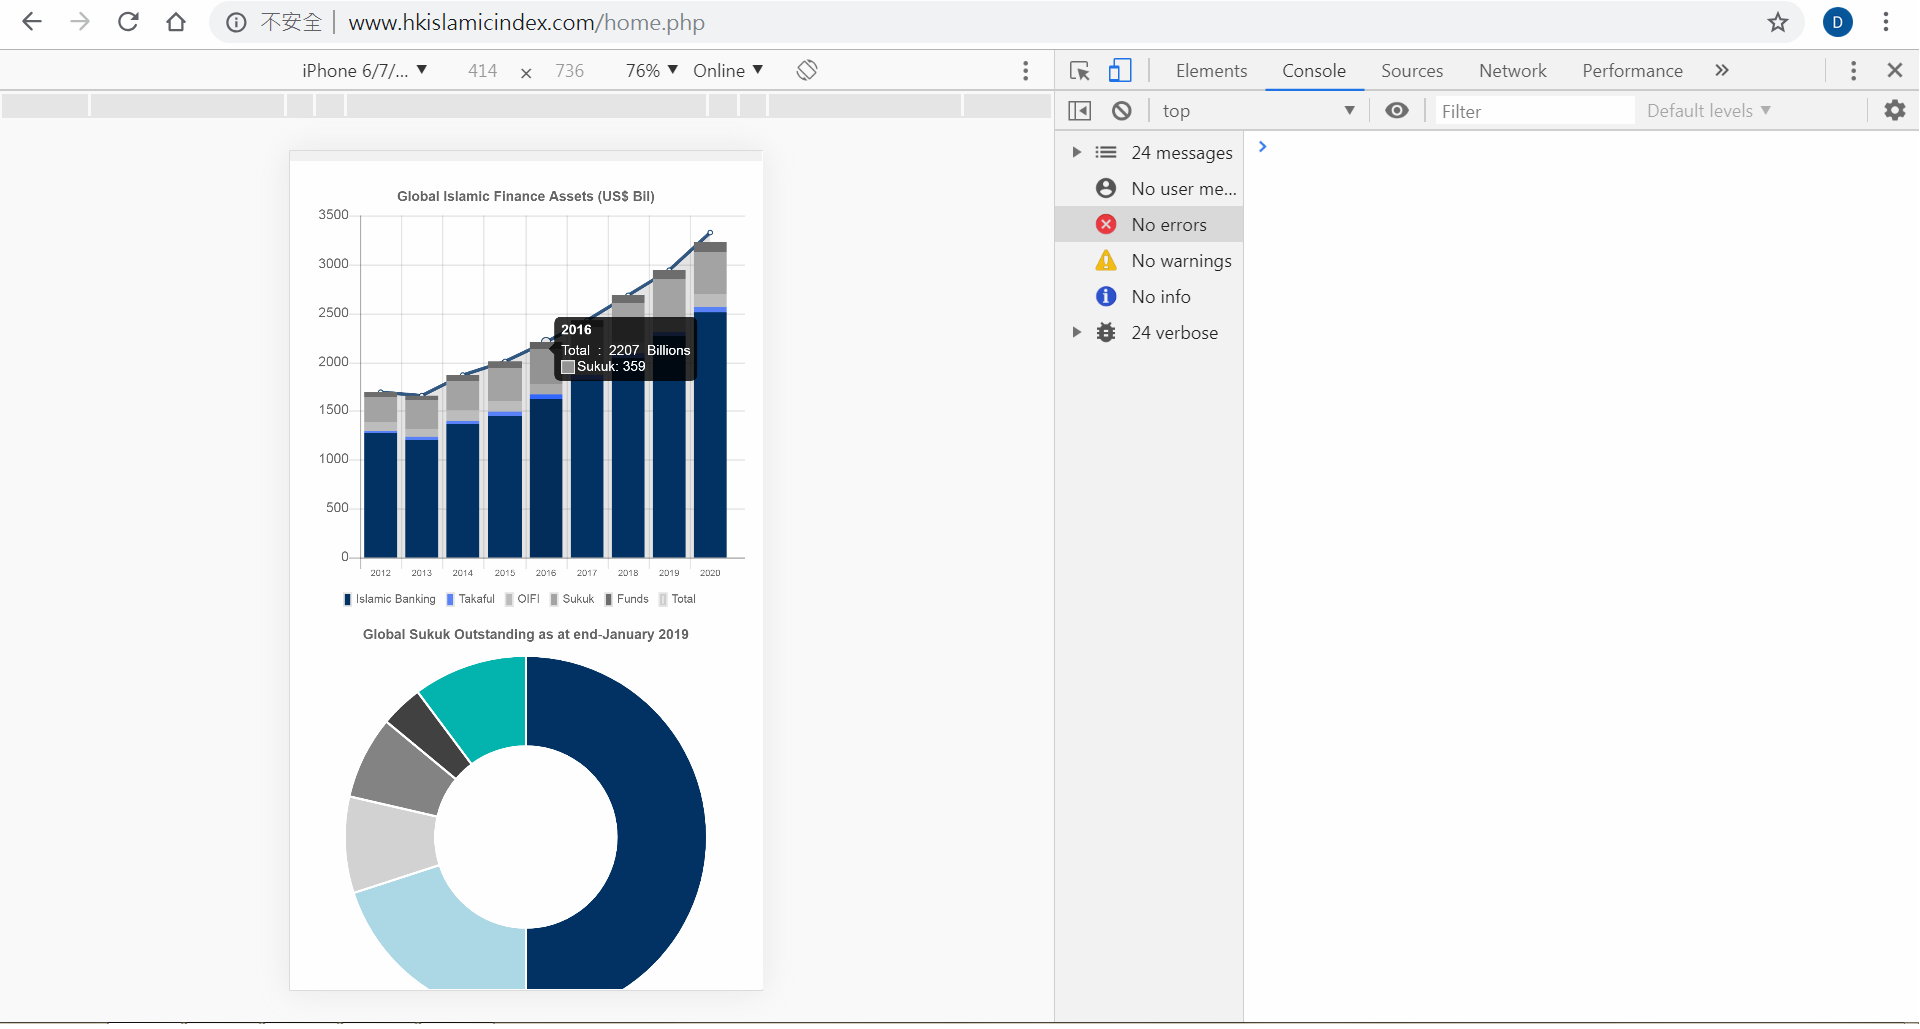 不安全 www.hkislamicindex.com/home.php D
iPhone 6/7/... ▼ 414 × 736 76% ▼ Online ▼
Elements Console Sources Network Performance »
top ▼ Filter Default levels ▼
24 messages
No user me...
No errors
No warnings
No info
24 verbose
Global Islamic Finance Assets (US$ Bil)
3500
3000
2500
2000
1500
1000
500
0
2016
Total : 2207 Billions
Sukuk: 359
2012 2013 2014 2015 2016 2017 2018 2019 2020
Islamic Banking Takaful OIFI Sukuk Funds Total
Global Sukuk Outstanding as at end-January 2019